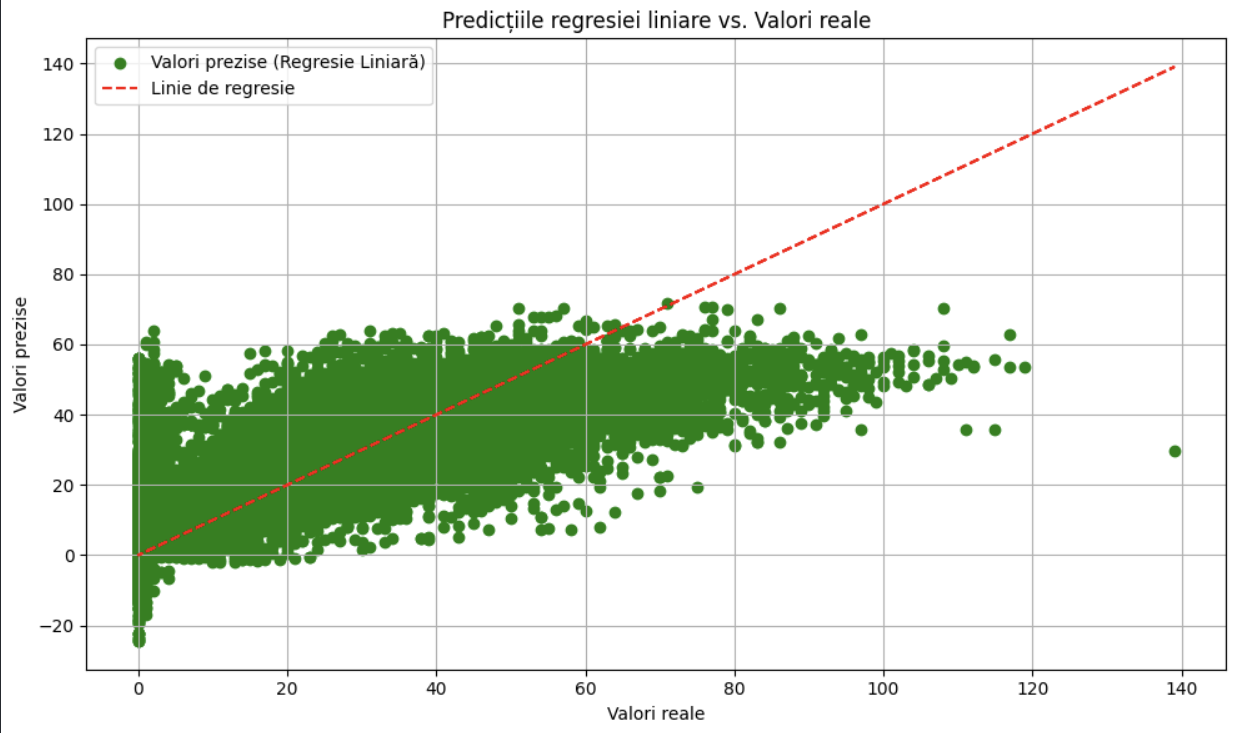 Predicțiile regresiei liniare vs. Valori reale
Valori prezise (Regresie Liniară)
Linie de regresie
Valori prezise
140
120
100
80
60
40
20
0
−20
0 20 40 60 80 100 120 140
Valori reale